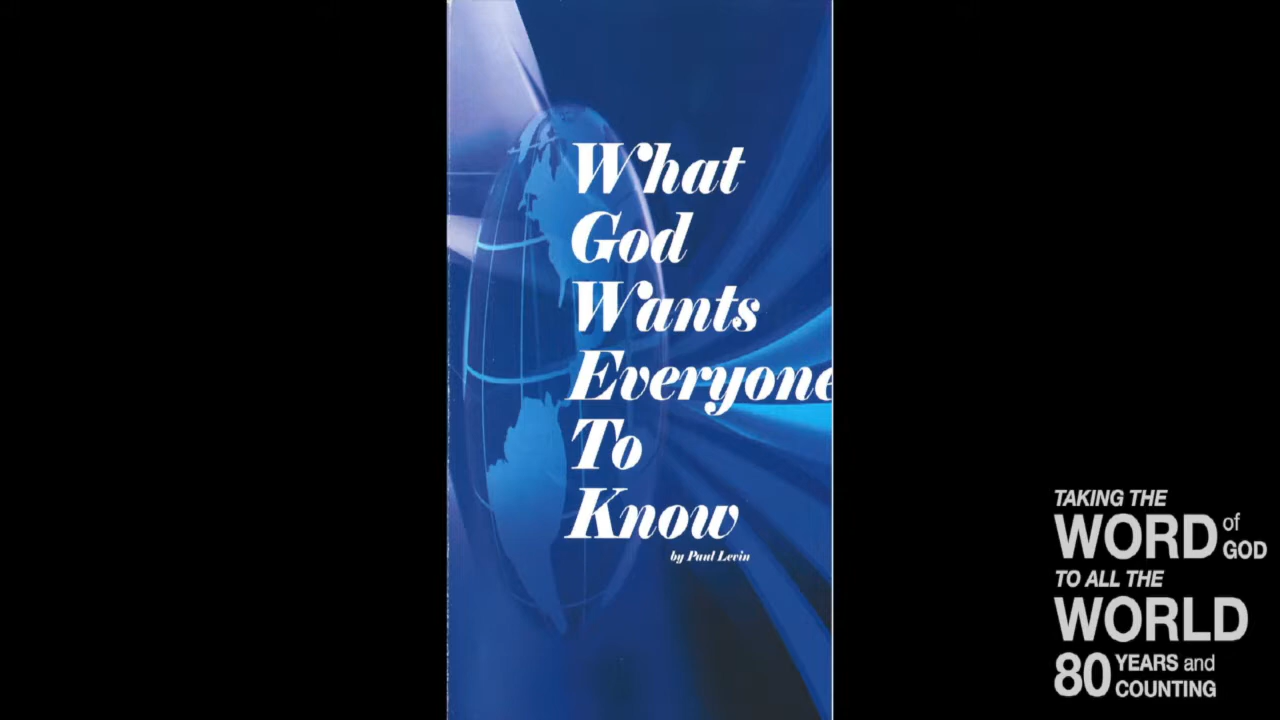 What
God
Wants
Everyone
To
Know
by Paul Levin
TAKING THE
WORD of GOD
TO ALL THE
WORLD
80 YEARS and
COUNTING